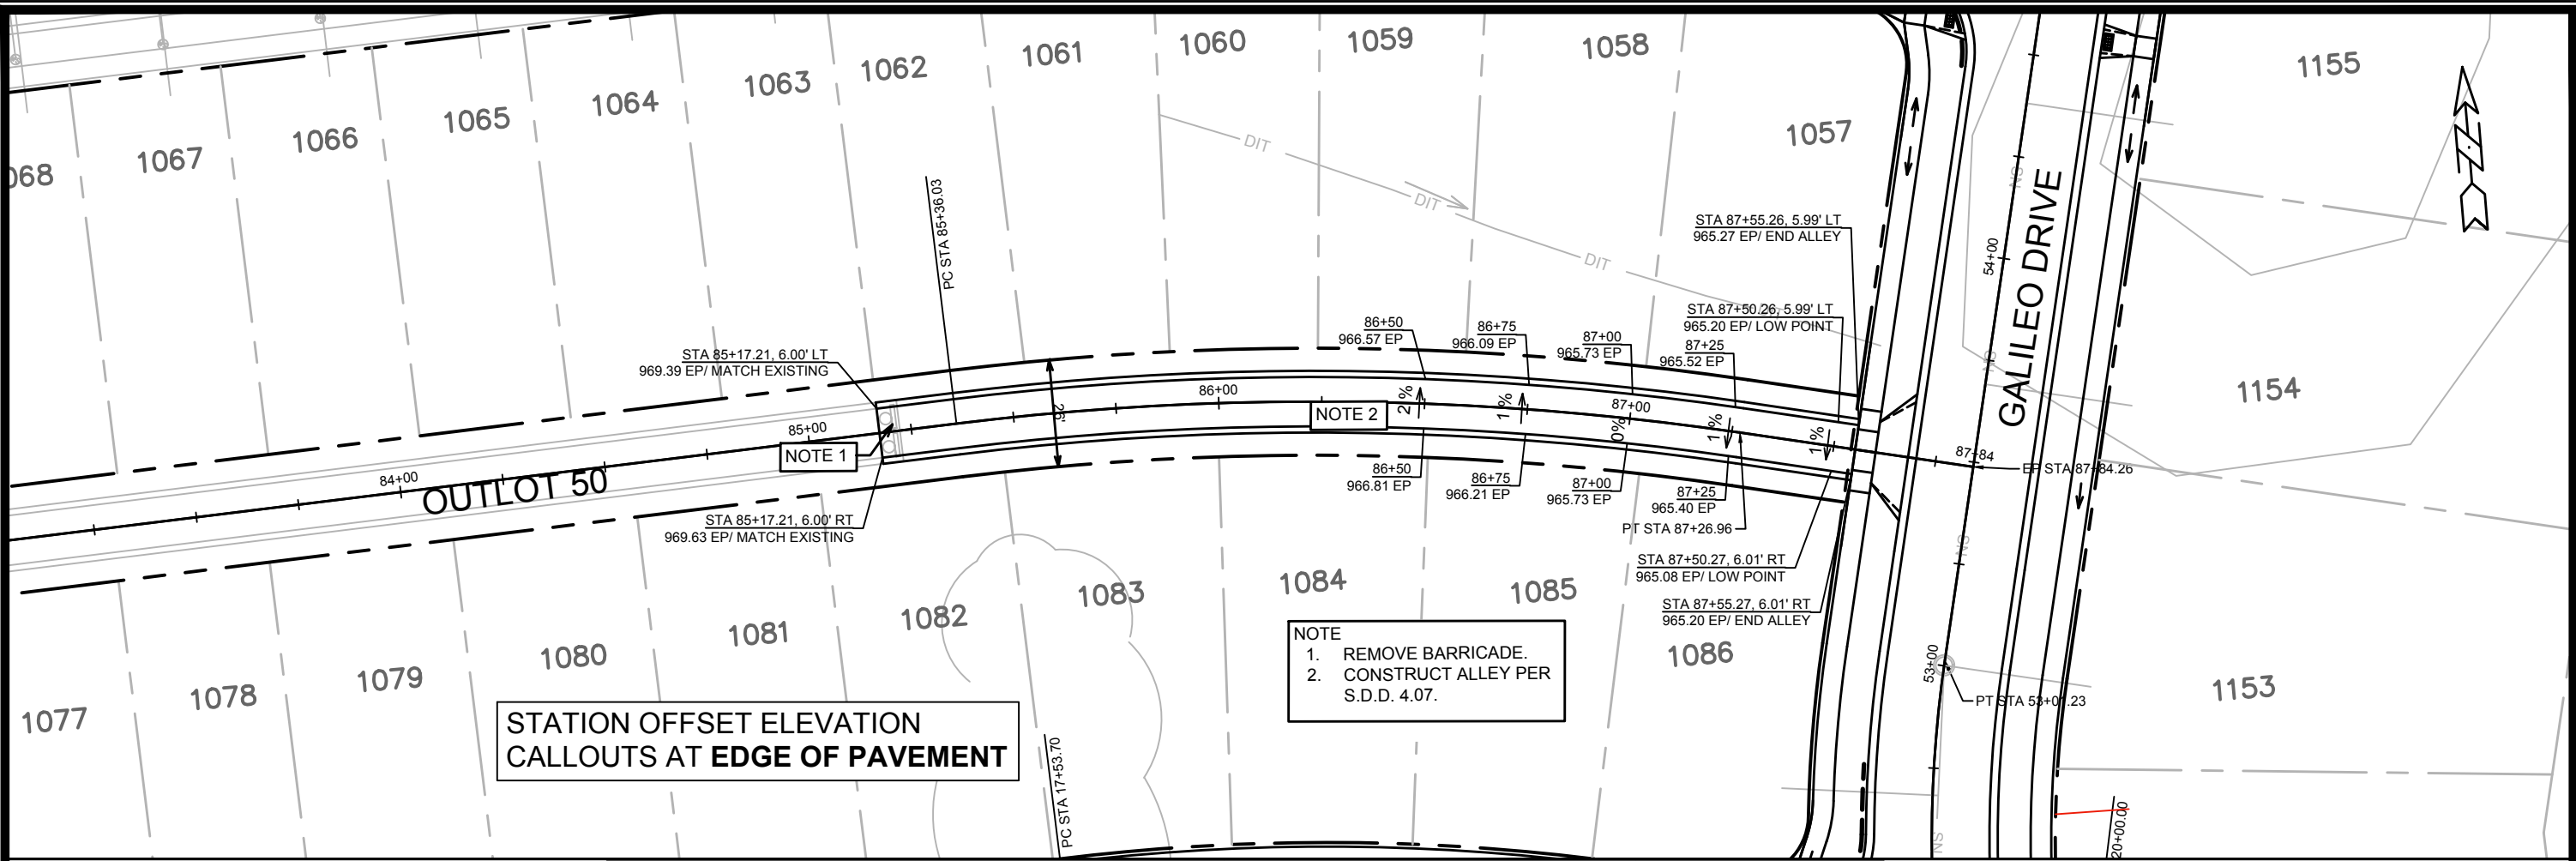 1061
1060
1059
1058
1062
1063
1064
1065
1066
1067
068
1057
1155
DIT
DIT
DIT
SN
PC STA 85+36.03
STA 87+55.26, 5.99' LT
965.27 EP/ END ALLEY
GALILEO DRIVE
54+00
STA 87+50.26, 5.99' LT
965.20 EP/ LOW POINT
86+50
966.57 EP
86+75
966.09 EP
87+00
965.73 EP
87+25
965.52 EP
STA 85+17.21, 6.00' LT
969.39 EP/ MATCH EXISTING
SN
1154
86+00
26'
NOTE 2
2 %
1 %
87+00
0%
1 %
1 %
85+00
NOTE 1
84+00
OUTLOT 50
87+84
EP STA 87+84.26
86+50
966.81 EP
86+75
966.21 EP
87+00
965.73 EP
87+25
965.40 EP
PT STA 87+26.96
STA 85+17.21, 6.00' RT
969.63 EP/ MATCH EXISTING
SN
STA 87+50.27, 6.01' RT
965.08 EP/ LOW POINT
STA 87+55.27, 6.01' RT
965.20 EP/ END ALLEY
1083
1084
1085
1082
1081
1080
1079
1078
1077
1086
NOTE
1. REMOVE BARRICADE.
2. CONSTRUCT ALLEY PER
S.D.D. 4.07.
53+00
PT STA 53+01.23
1153
STATION OFFSET ELEVATION
CALLOUTS AT EDGE OF PAVEMENT
PC STA 17+53.70
SN
20+00.00